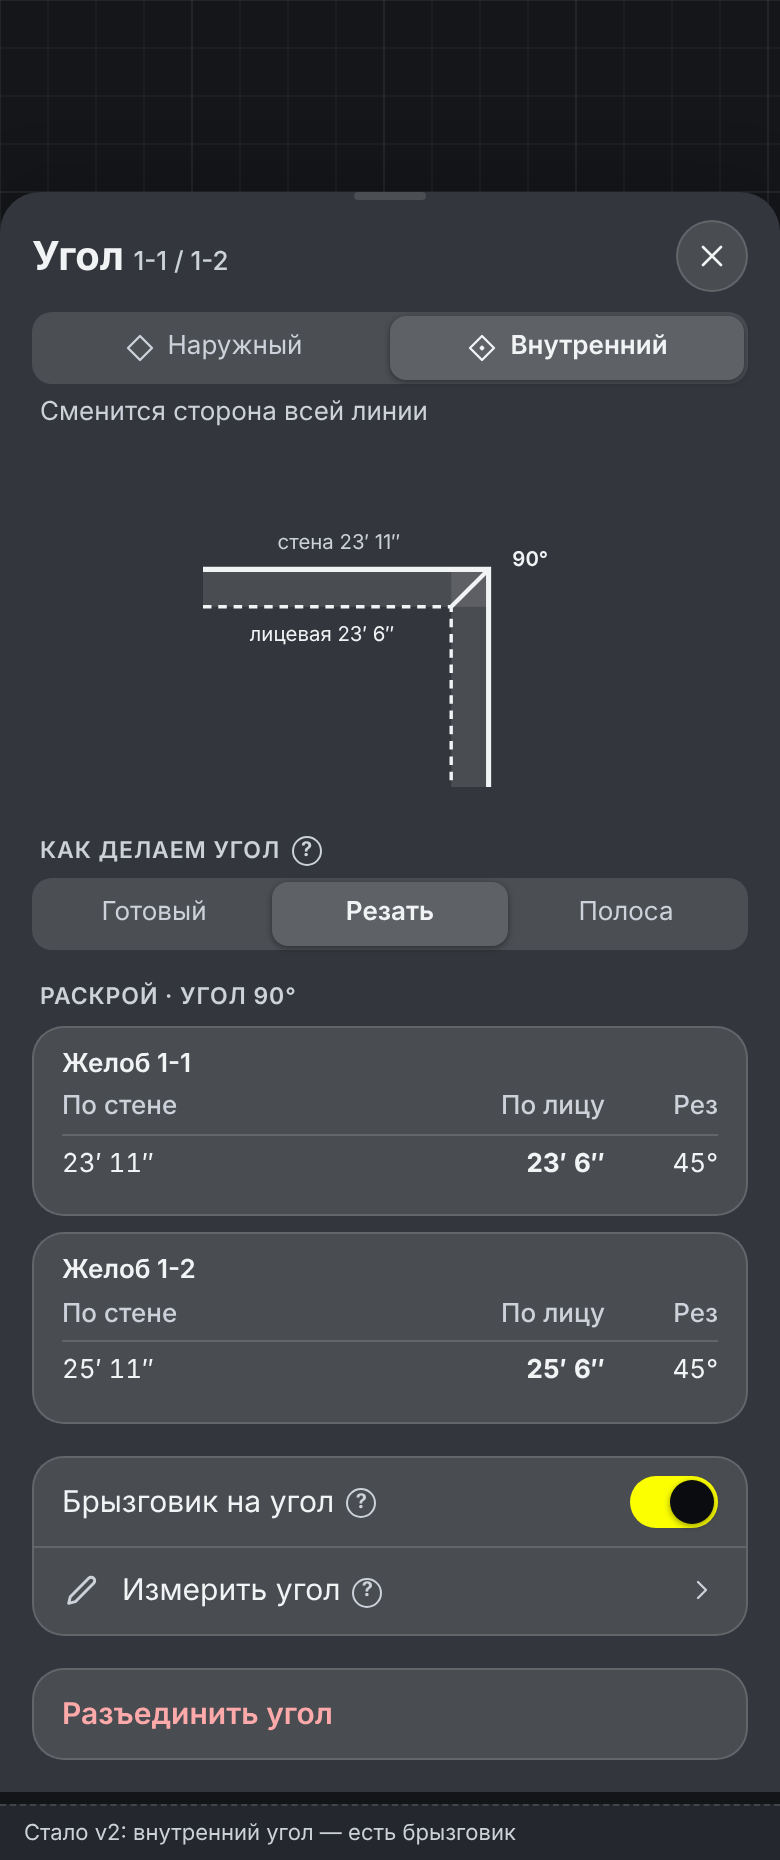 Угол 1-1 / 1-2
Наружный
Внутренний
Сменится сторона всей линии
стена 23′ 11″
90°
лицевая 23′ 6″
КАК ДЕЛАЕМ УГОЛ ?
Готовый
Резать
Полоса
РАСКРОЙ · УГОЛ 90°
Желоб 1-1
По стене По лицу Рез
23′ 11″ 23′ 6″ 45°
Желоб 1-2
По стене По лицу Рез
25′ 11″ 25′ 6″ 45°
Брызговик на угол ?
Измерить угол ?
Разъединить угол
Стало v2: внутренний угол — есть брызговик